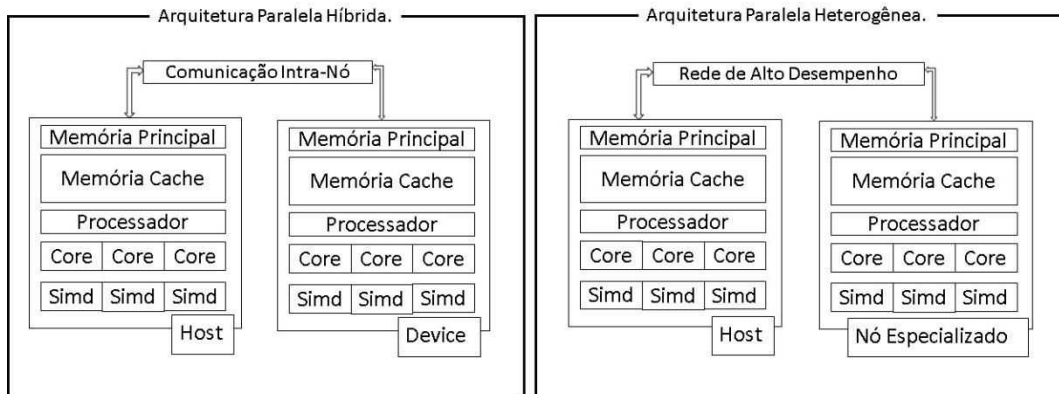 Arquitetura Paralela Híbrida.
Comunicação Intra-Nó
Memória Principal
Memória Cache
Processador
Core Core Core
Simd Simd Simd
Host
Memória Principal
Memória Cache
Processador
Core Core Core
Simd Simd Simd
Device
Arquitetura Paralela Heterogênea.
Rede de Alto Desempenho
Memória Principal
Memória Cache
Processador
Core Core Core
Simd Simd Simd
Host
Memória Principal
Memória Cache
Processador
Core Core Core
Simd Simd Simd
Nó Especializado